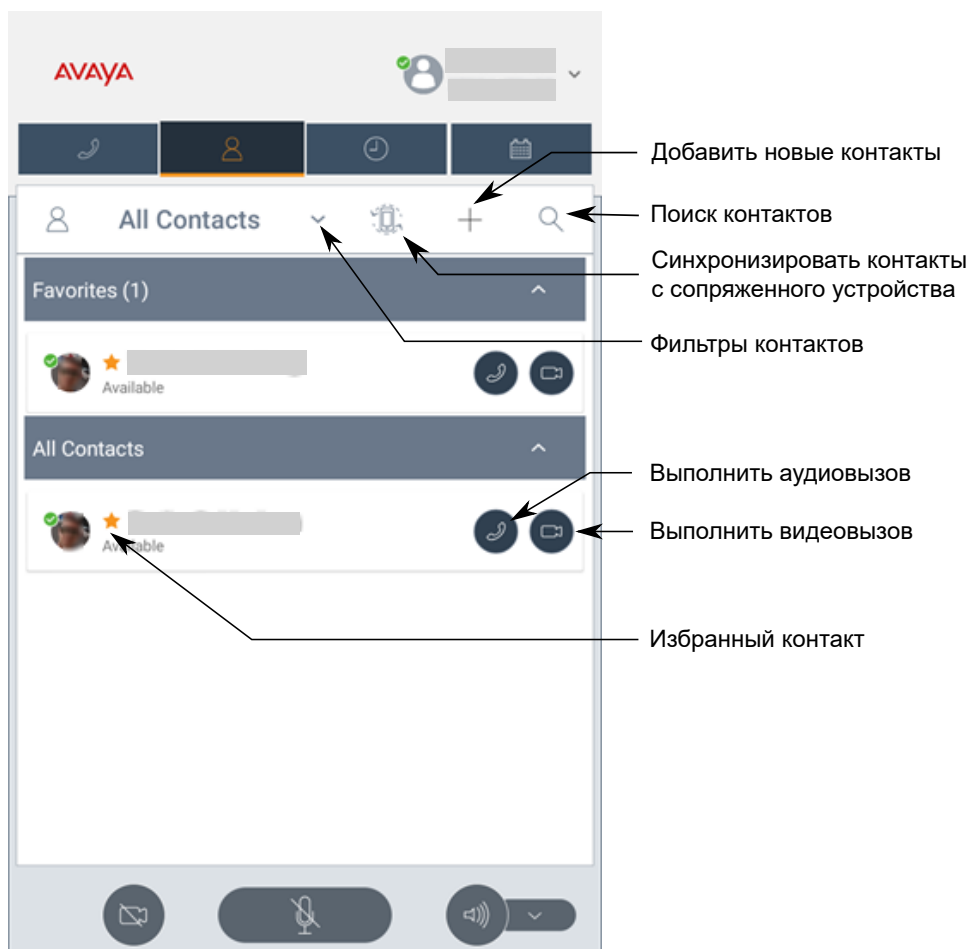 AVAYA
Добавить новые контакты
All Contacts
Поиск контактов
Синхронизировать контакты
с сопряженного устройства
Favorites (1)
Фильтры контактов
Available
All Contacts
Выполнить аудиовызов
Выполнить видеовызов
Available
Избранный контакт